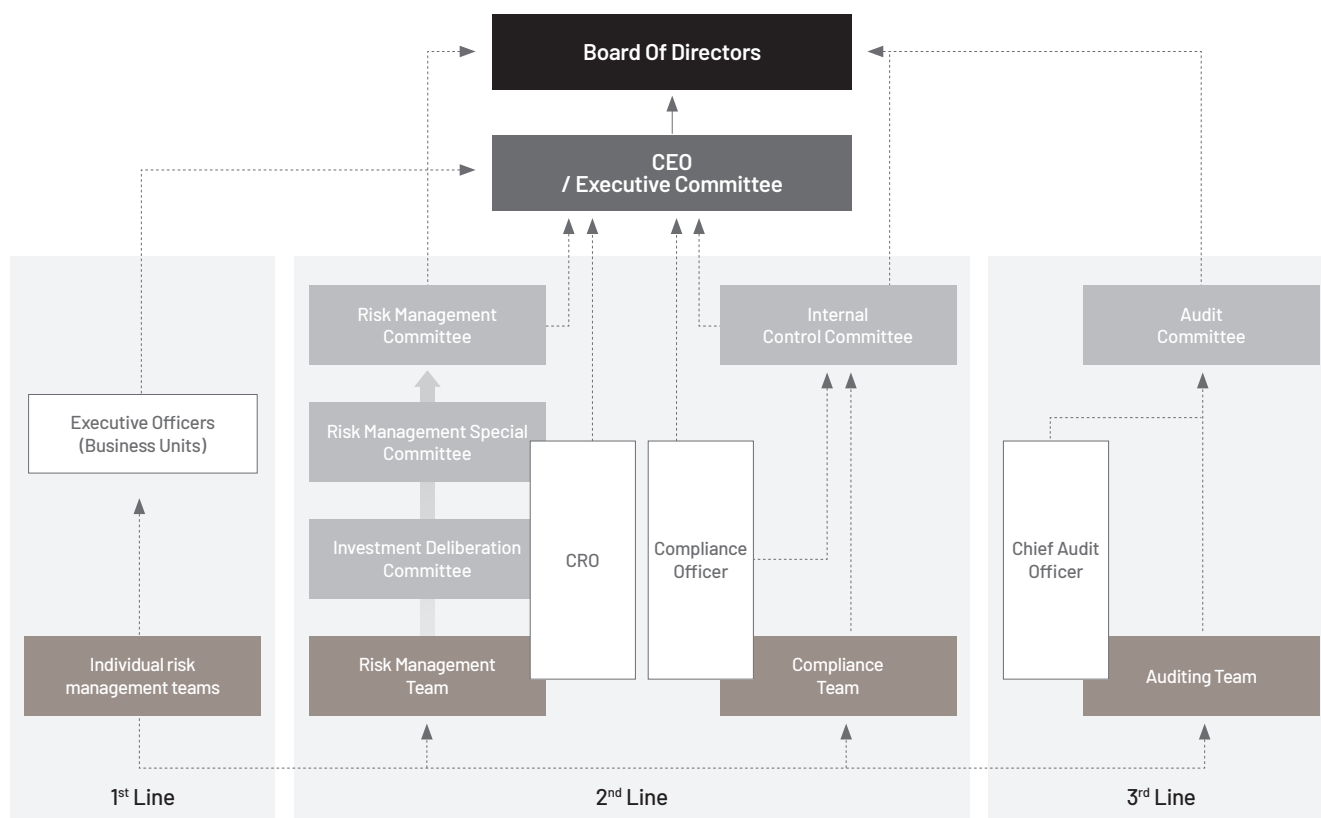 Board Of Directors
CEO
/ Executive Committee
Risk Management
Committee
Internal
Control Committee
Audit
Committee
Executive Officers
(Business Units)
Risk Management Special
Committee
Investment Deliberation
Committee
CRO
Compliance
Officer
Chief Audit
Officer
Individual risk
management teams
Risk Management
Team
Compliance
Team
Auditing Team
1st Line
2nd Line
3rd Line